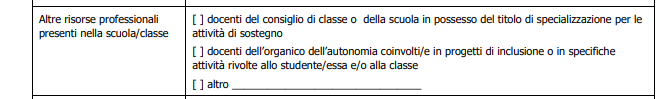 Altre risorse professionali
presenti nella scuola/classe
[ ] docenti del consiglio di classe o  della scuola in possesso del titolo di specializzazione per le
attività di sostegno
[ ] docenti dell'organico dell'autonomia coinvolti/e in progetti di inclusione o in specifiche
attività rivolte allo studente/essa e/o alla classe
[ ] altro ________________________________